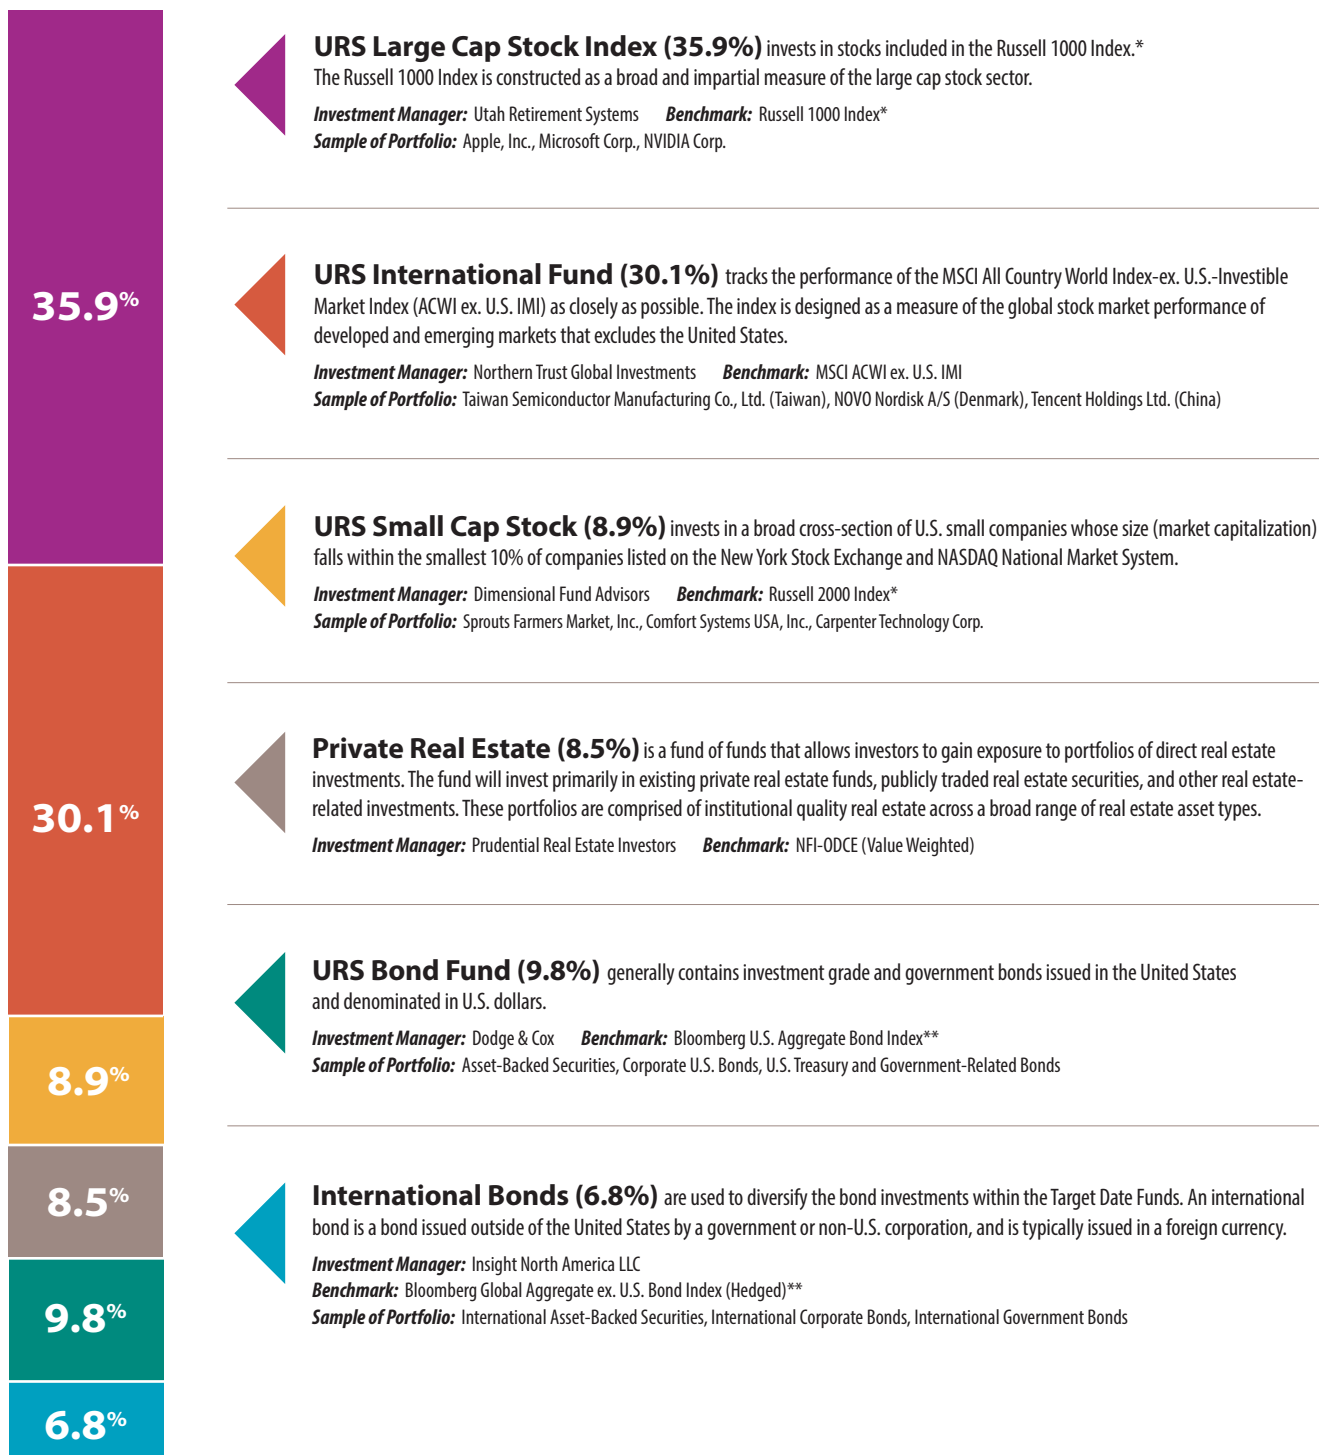 URS Large Cap Stock Index (35.9%) invests in stocks included in the Russell 1000 Index.*
The Russell 1000 Index is constructed as a broad and impartial measure of the large cap stock sector.
Investment Manager: Utah Retirement Systems Benchmark: Russell 1000 Index*
Sample of Portfolio: Apple, Inc., Microsoft Corp., NVIDIA Corp.
35.9%
URS International Fund (30.1%) tracks the performance of the MSCI All Country World Index-ex. U.S.-Investible
Market Index (ACWI ex. U.S. IMI) as closely as possible. The index is designed as a measure of the global stock market performance of
developed and emerging markets that excludes the United States.
Investment Manager: Northern Trust Global Investments Benchmark: MSCI ACWI ex. U.S. IMI
Sample of Portfolio: Taiwan Semiconductor Manufacturing Co., Ltd. (Taiwan), NOVO Nordisk A/S (Denmark), Tencent Holdings Ltd. (China)
URS Small Cap Stock (8.9%) invests in a broad cross-section of U.S. small companies whose size (market capitalization)
falls within the smallest 10% of companies listed on the New York Stock Exchange and NASDAQ National Market System.
Investment Manager: Dimensional Fund Advisors Benchmark: Russell 2000 Index*
Sample of Portfolio: Sprouts Farmers Market, Inc., Comfort Systems USA, Inc., Carpenter Technology Corp.
30.1%
Private Real Estate (8.5%) is a fund of funds that allows investors to gain exposure to portfolios of direct real estate
investments. The fund will invest primarily in existing private real estate funds, publicly traded real estate securities, and other real estate-
related investments. These portfolios are comprised of institutional quality real estate across a broad range of real estate asset types.
Investment Manager: Prudential Real Estate Investors Benchmark: NFI-ODCE (Value Weighted)
URS Bond Fund (9.8%) generally contains investment grade and government bonds issued in the United States
and denominated in U.S. dollars.
Investment Manager: Dodge & Cox Benchmark: Bloomberg U.S. Aggregate Bond Index**
Sample of Portfolio: Asset-Backed Securities, Corporate U.S. Bonds, U.S. Treasury and Government-Related Bonds
8.9%
8.5%
International Bonds (6.8%) are used to diversify the bond investments within the Target Date Funds. An international
bond is a bond issued outside of the United States by a government or non-U.S. corporation, and is typically issued in a foreign currency.
Investment Manager: Insight North America LLC
Benchmark: Bloomberg Global Aggregate ex. U.S. Bond Index (Hedged)**
Sample of Portfolio: International Asset-Backed Securities, International Corporate Bonds, International Government Bonds
9.8%
6.8%